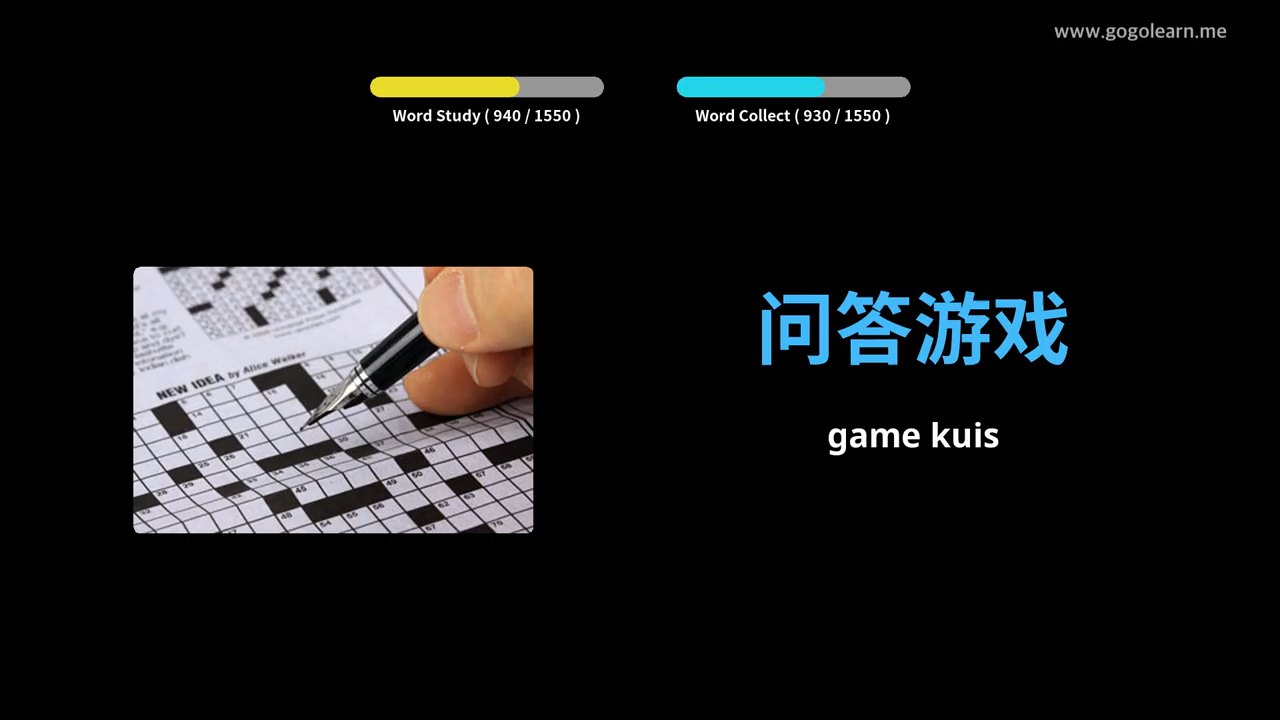 www.gogolearn.me
Word Study ( 940 / 1550 )
Word Collect ( 930 / 1550 )
NEW IDEA by Alice Walker
问答游戏
game kuis